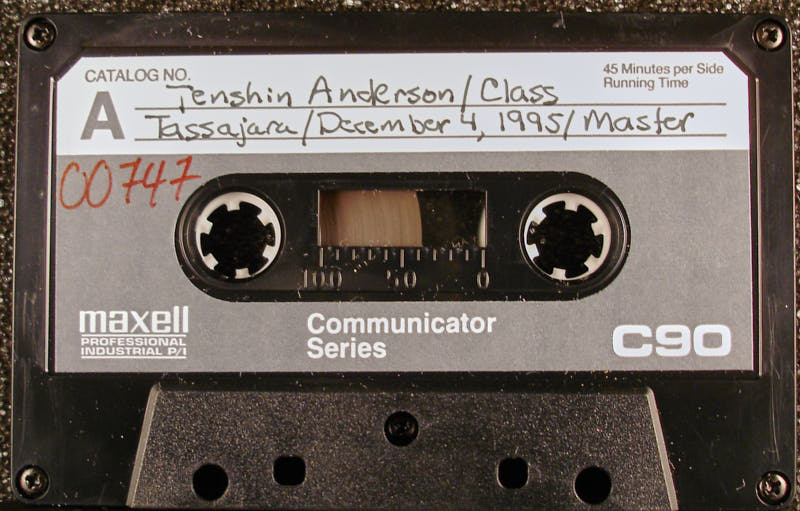 CATALOG NO.
45 Minutes per Side
Running Time
A
Tenshin Anderson/Class
Tassajara/December 4, 1995/Master
00747
100 50 0
maxell
PROFESSIONAL
INDUSTRIAL P/I
Communicator
Series
C90